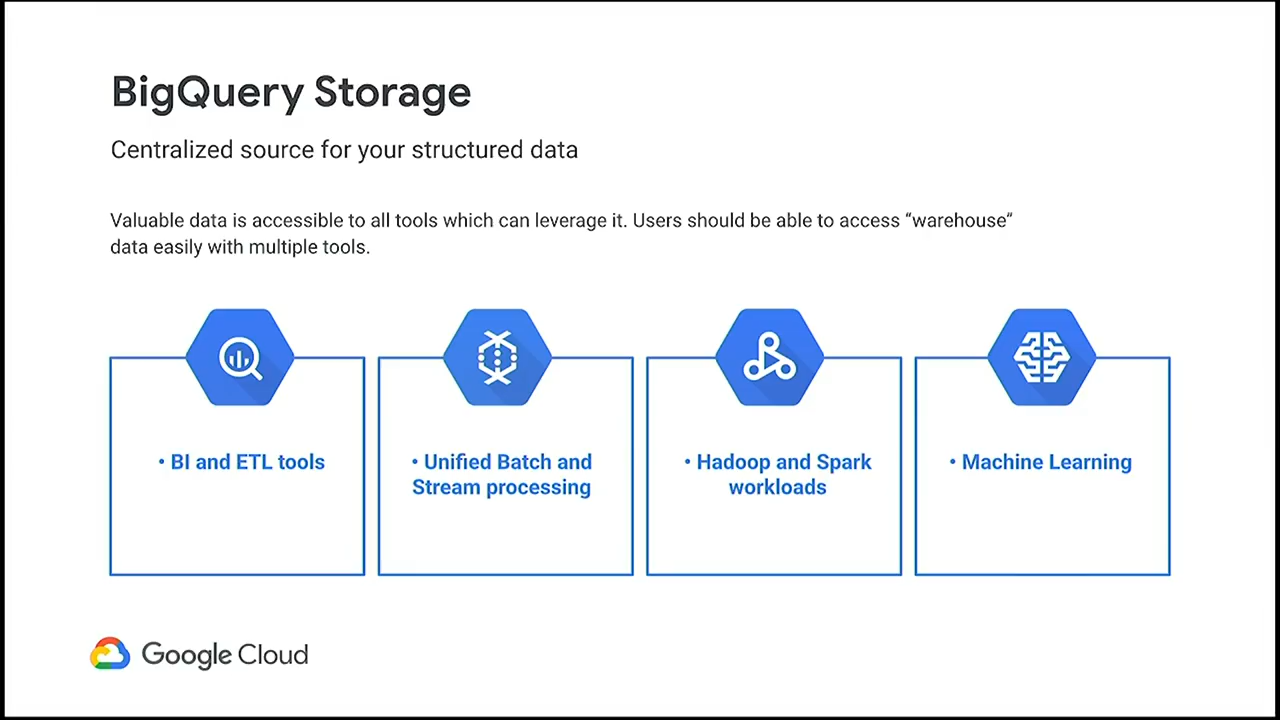 BigQuery Storage
Centralized source for your structured data
Valuable data is accessible to all tools which can leverage it. Users should be able to access “warehouse”
data easily with multiple tools.
• BI and ETL tools
• Unified Batch and
Stream processing
• Hadoop and Spark
workloads
• Machine Learning
Google Cloud